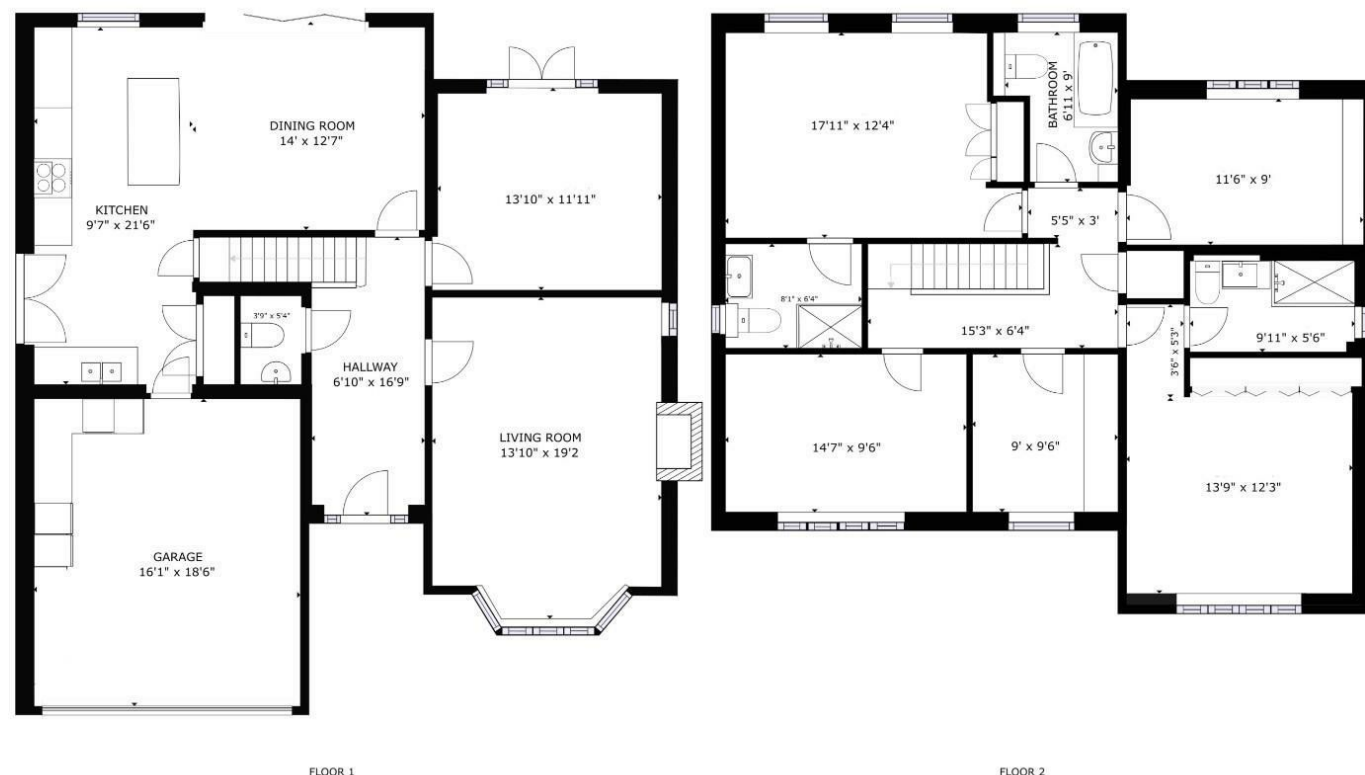 DINING ROOM
14' x 12'7"
KITCHEN
9'7" x 21'6"
13'10" x 11'11"
3'9" x 5'4"
HALLWAY
6'10" x 16'9"
LIVING ROOM
13'10" x 19'2
GARAGE
16'1" x 18'6"
FLOOR 1
17'11" x 12'4"
BATHROOM
6'11 x 9'
11'6" x 9'
5'5" x 3'
8'1" x 6'4"
15'3" x 6'4"
3'6" x 5'3"
9'11" x 5'6"
14'7" x 9'6"
9' x 9'6"
13'9" x 12'3"
FLOOR 2